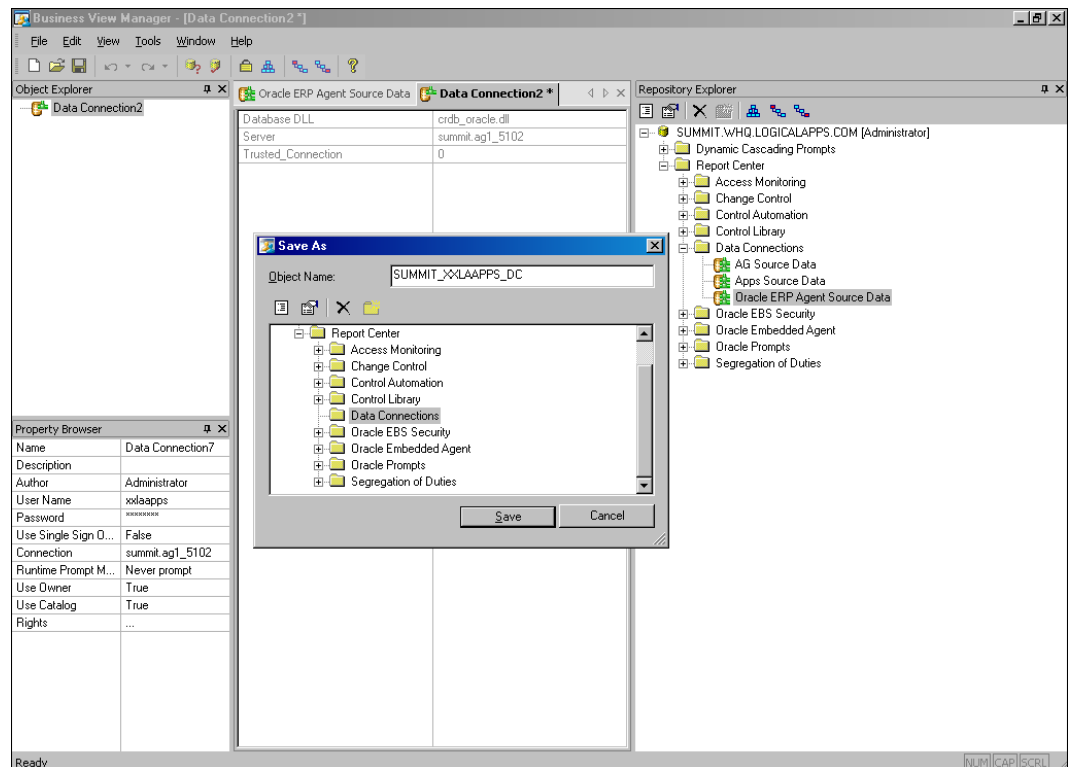 Business View Manager - [Data Connection2 *]
File Edit View Tools Window Help
Object Explorer
Data Connection2
Oracle ERP Agent Source Data Data Connection2 *
Database DLL crdb_oracle.dll
Server summit.ag1_5102
Trusted_Connection 0
Repository Explorer
SUMMIT.WHQ.LOGICALAPPS.COM [Administrator]
Dynamic Cascading Prompts
Report Center
Access Monitoring
Change Control
Control Automation
Control Library
Data Connections
AG Source Data
Apps Source Data
Oracle ERP Agent Source Data
Oracle EBS Security
Oracle Embedded Agent
Oracle Prompts
Segregation of Duties
Save As
Object Name: SUMMIT_XXLAAPPS_DC
Report Center
Access Monitoring
Change Control
Control Automation
Control Library
Data Connections
Oracle EBS Security
Oracle Embedded Agent
Oracle Prompts
Segregation of Duties
Save Cancel
Property Browser
Name Data Connection7
Description
Author Administrator
User Name xxlaapps
Password ********
Use Single Sign O... False
Connection summit.ag1_5102
Runtime Prompt M... Never prompt
Use Owner True
Use Catalog True
Rights ...
Ready
NUM CAP SCRL